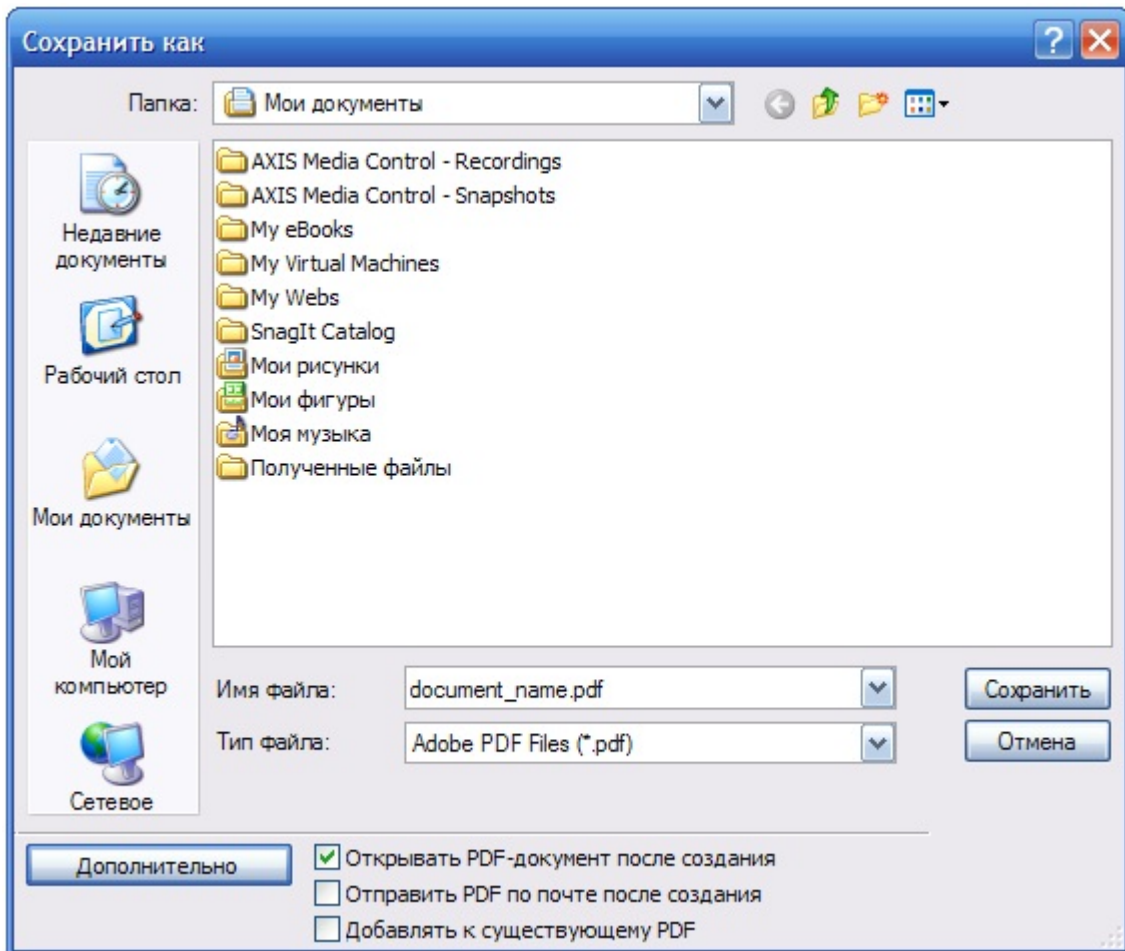 Сохранить как
Папка:
Мои документы
Недавние
документы
Рабочий стол
Мои документы
Мой
компьютер
Сетевое
AXIS Media Control - Recordings
AXIS Media Control - Snapshots
My eBooks
My Virtual Machines
My Webs
SnagIt Catalog
Мои рисунки
Мои фигуры
Моя музыка
Полученные файлы
Имя файла:
document_name.pdf
Сохранить
Тип файла:
Adobe PDF Files (*.pdf)
Отмена
Дополнительно
Открывать PDF-документ после создания
Отправить PDF по почте после создания
Добавлять к существующему PDF